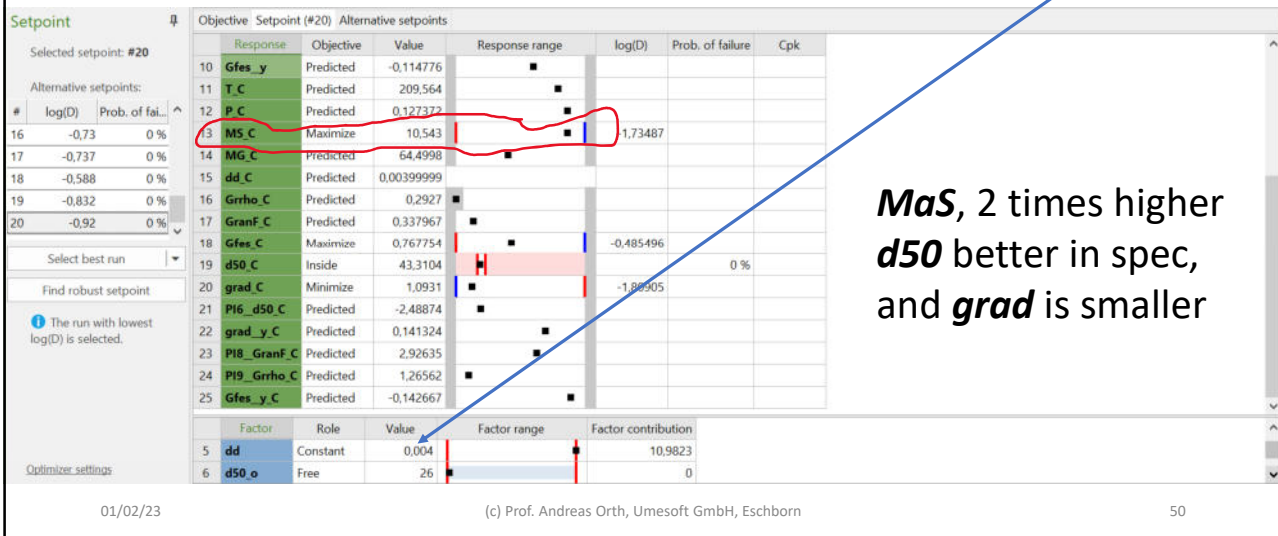 Setpoint
Selected setpoint: #20
Alternative setpoints:
# log(D) Prob. of fai...
16 -0,73 0 %
17 -0,737 0 %
18 -0,588 0 %
19 -0,832 0 %
20 -0,92 0 %
Select best run
Find robust setpoint
The run with lowest
log(D) is selected.
Optimizer settings
Objective Setpoint (#20) Alternative setpoints
Response Objective Value Response range log(D) Prob. of failure Cpk
10 Gfes__y Predicted -0,114776
11 T_C Predicted 209,564
12 P_C Predicted 0,127372
13 MS_C Maximize 10,543 -1,73487
14 MG_C Predicted 64,4998
15 dd_C Predicted 0,00399999
16 Grrho_C Predicted 0,2927
17 GranF_C Predicted 0,337967
18 Gfes_C Maximize 0,767754 -0,485496
19 d50_C Inside 43,3104 0 %
20 grad_C Minimize 1,0931 -1,80905
21 PI6__d50_C Predicted -2,48874
22 grad_y_C Predicted 0,141324
23 PI8__GranF_C Predicted 2,92635
24 PI9__Grrho_C Predicted 1,26562
25 Gfes__y_C Predicted -0,142667
Factor Role Value Factor range Factor contribution
5 dd Constant 0,004 10,9823
6 d50_o Free 26 0
MaS, 2 times higher
d50 better in spec,
and grad is smaller
01/02/23 (c) Prof. Andreas Orth, Umesoft GmbH, Eschborn 50